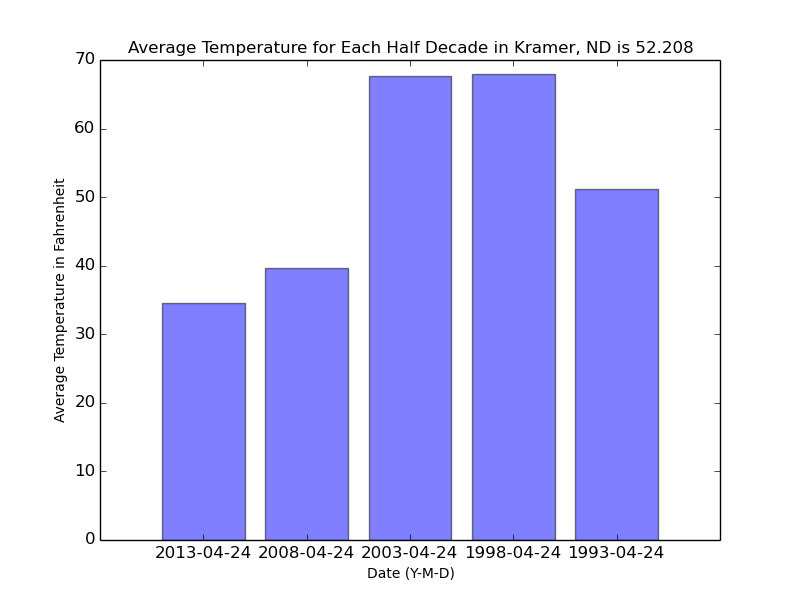 Average Temperature for Each Half Decade in Kramer, ND is 52.208
70
60
50
40
30
20
10
0
Average Temperature in Fahrenheit
2013-04-24 2008-04-24 2003-04-24 1998-04-24 1993-04-24
Date (Y-M-D)